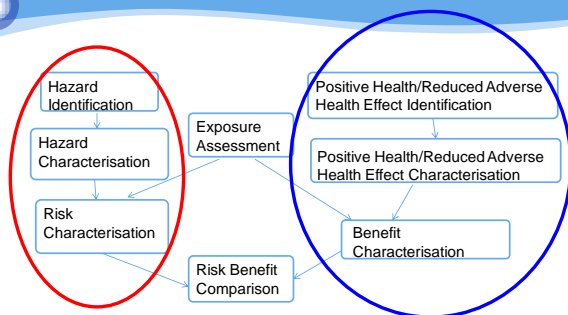 Hazard
Identification
Hazard
Characterisation
Risk
Characterisation
Exposure
Assessment
Risk Benefit
Comparison
Positive Health/Reduced Adverse
Health Effect Identification
Positive Health/Reduced Adverse
Health Effect Characterisation
Benefit
Characterisation